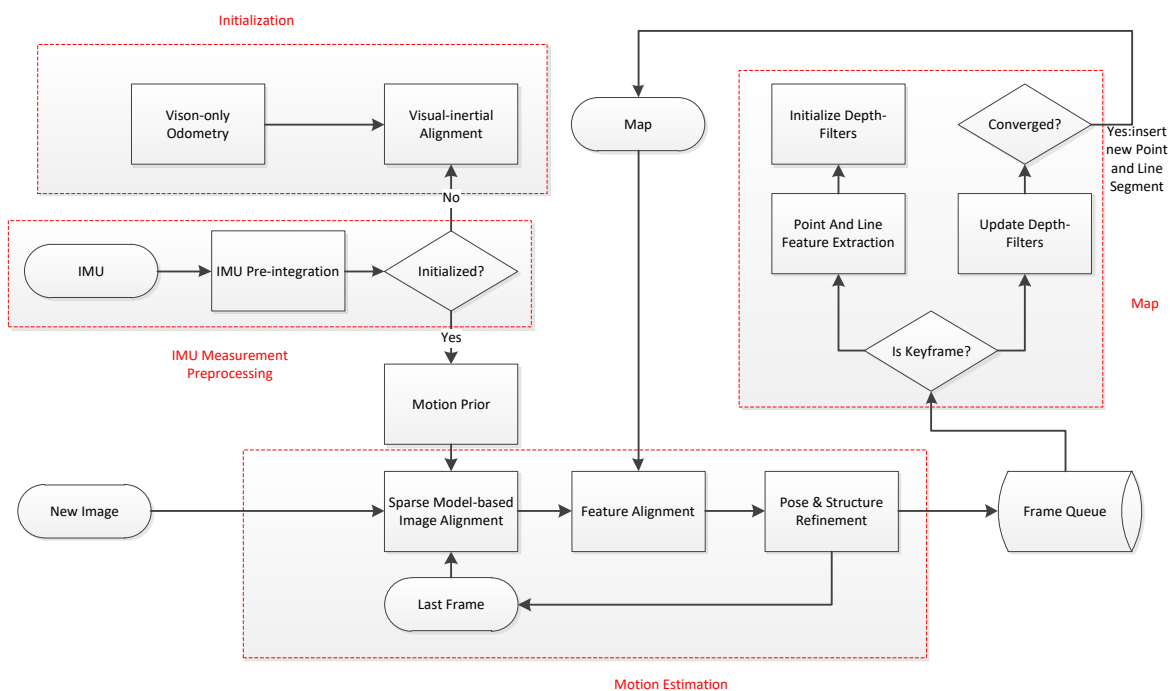 Initialization
Vison-only
Odometry
Visual-inertial
Alignment
No
IMU
IMU Pre-integration
Initialized?
Yes
IMU Measurement
Preprocessing
Motion Prior
New Image
Sparse Model-based
Image Alignment
Feature Alignment
Pose & Structure
Refinement
Last Frame
Motion Estimation
Frame Queue
Map
Initialize Depth-
Filters
Converged?
Yes:insert
new Point
and Line
Segment
Point And Line
Feature Extraction
Update Depth-
Filters
Is Keyframe?
Map